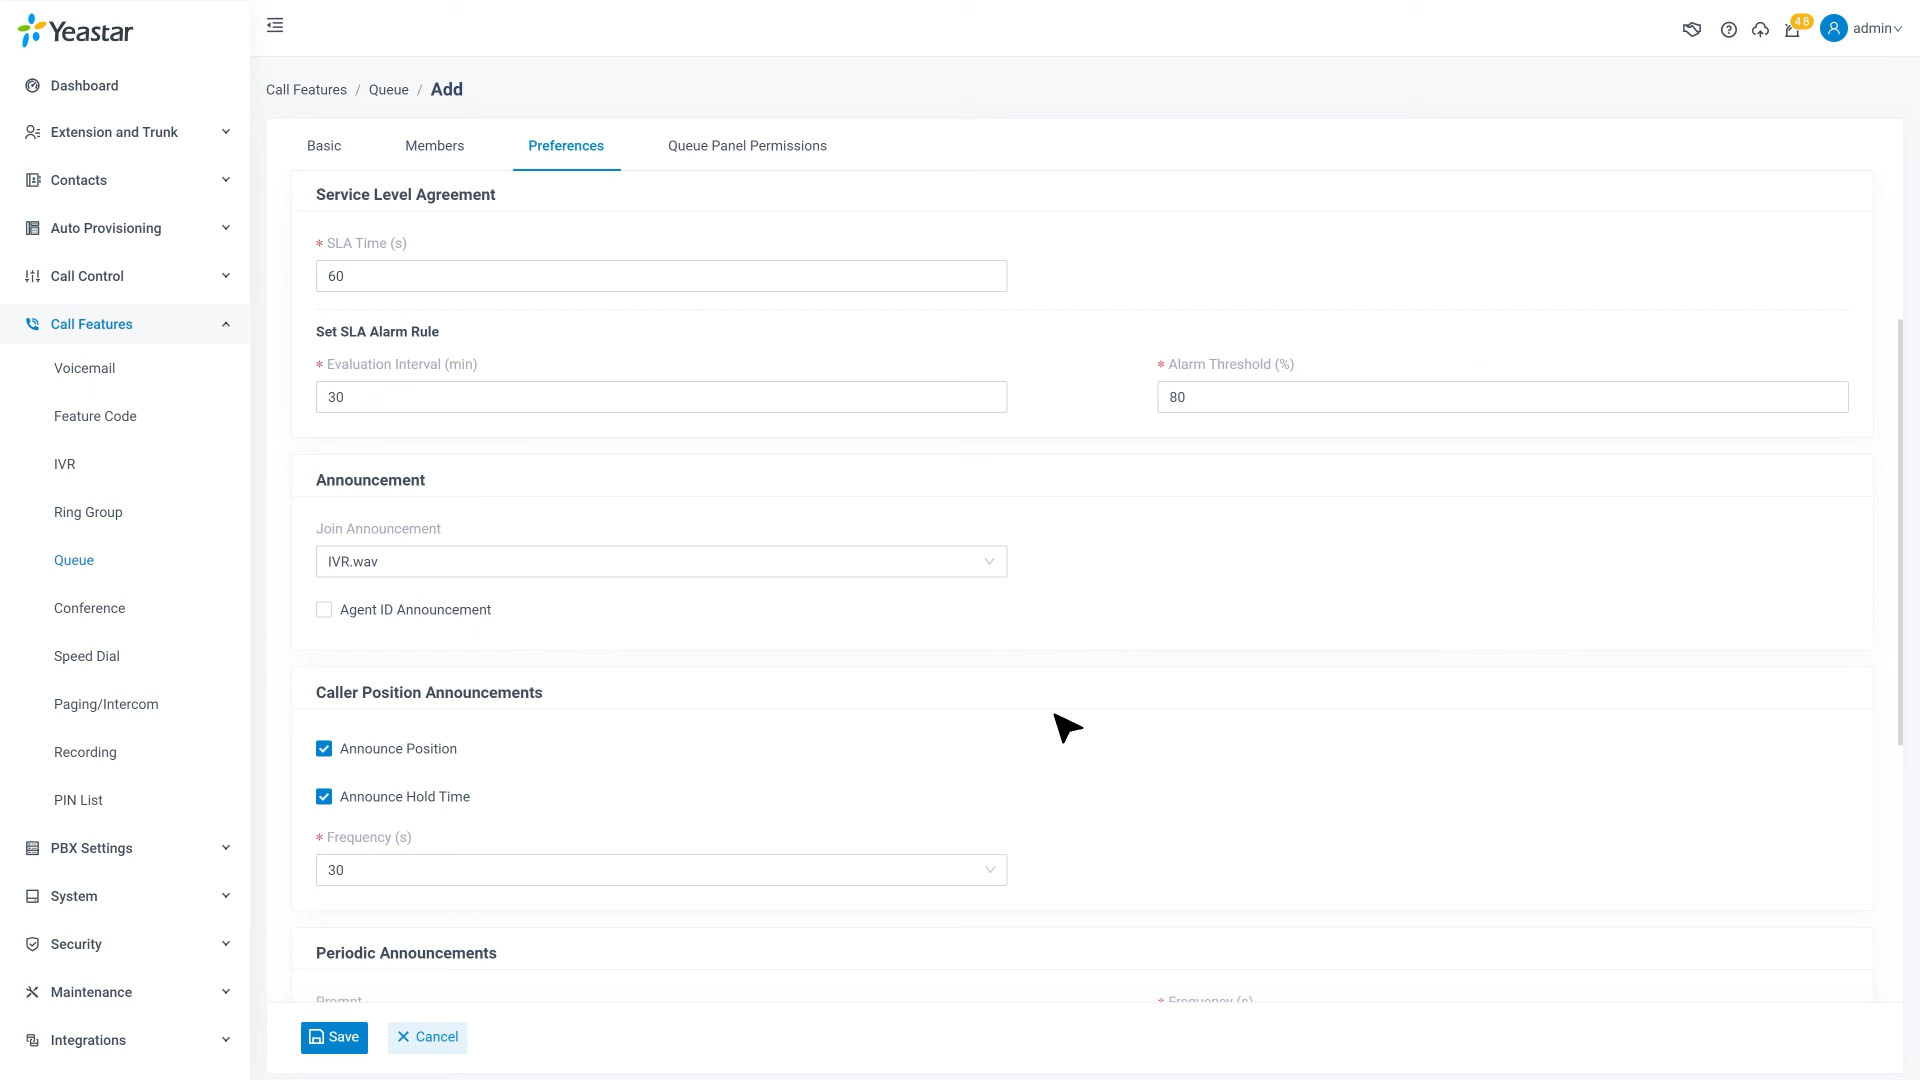 Yeastar
48
admin
Dashboard
Extension and Trunk
Contacts
Auto Provisioning
Call Control
Call Features
Voicemail
Feature Code
IVR
Ring Group
Queue
Conference
Speed Dial
Paging/Intercom
Recording
PIN List
PBX Settings
System
Security
Maintenance
Integrations
Call Features / Queue / Add
Basic Members Preferences Queue Panel Permissions
Service Level Agreement
* SLA Time (s)
60
Set SLA Alarm Rule
* Evaluation Interval (min) * Alarm Threshold (%)
30 80
Announcement
Join Announcement
IVR.wav
Agent ID Announcement
Caller Position Announcements
Announce Position
Announce Hold Time
* Frequency (s)
30
Periodic Announcements
Prompt * Frequency (s)
Save Cancel